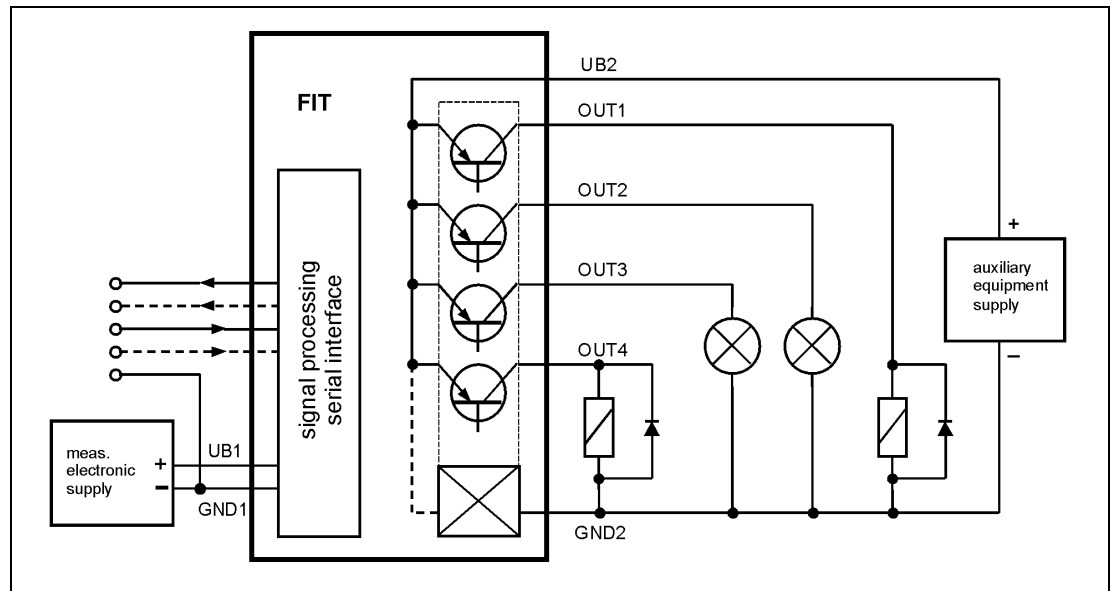 FIT
signal processing
serial interface
UB2
OUT1
OUT2
OUT3
OUT4
GND2
+
auxiliary
equipment
supply
–
meas.
electronic
supply
+
–
UB1
GND1